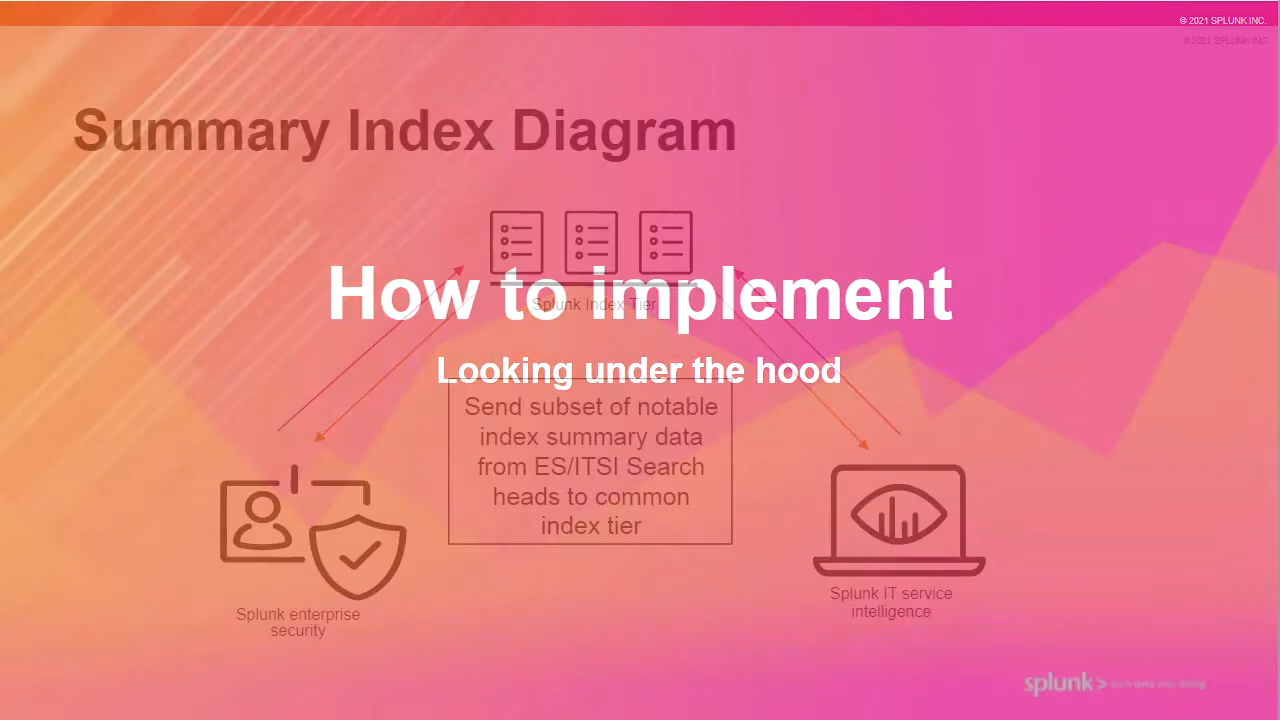 © 2021 SPLUNK INC.
© 2021 SPLUNK INC.
Summary Index Diagram
How to implement
Splunk Index Tier
Looking under the hood
Send subset of notable
index summary data
from ES/ITSI Search
heads to common
index tier
Splunk enterprise
security
Splunk IT service
intelligence
splunk>